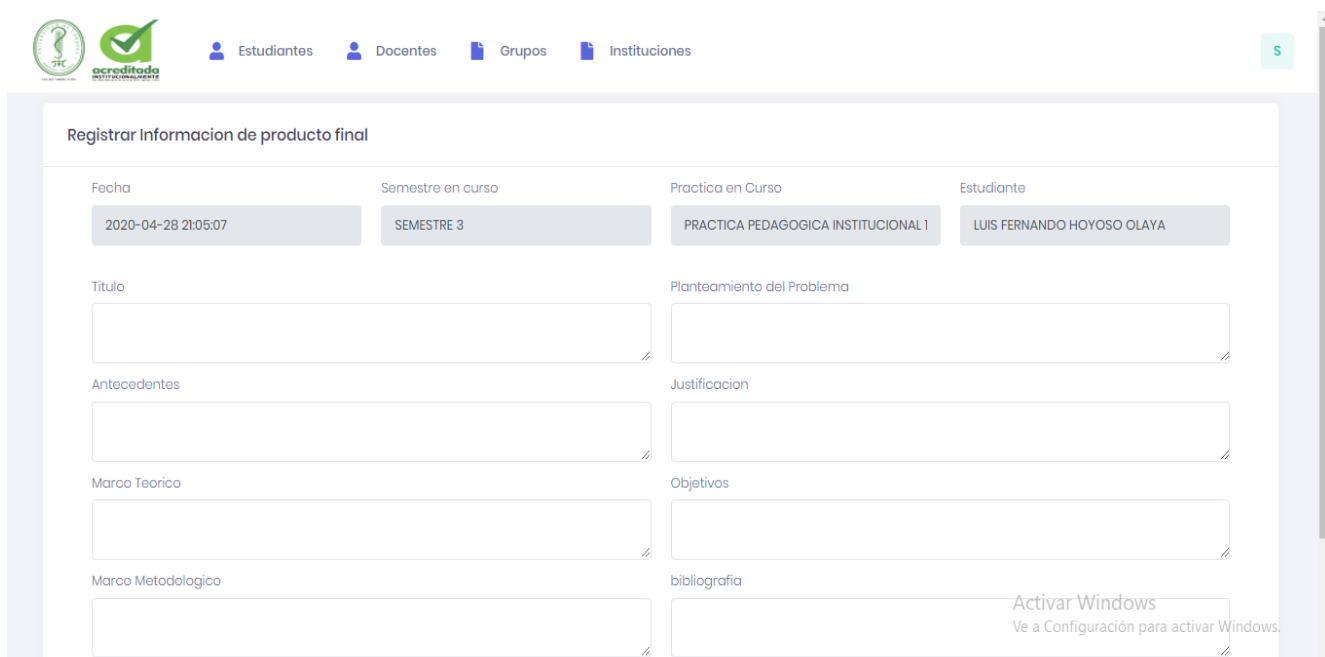 acreditada
INSTITUCIONALMENTE
Estudiantes
Docentes
Grupos
Instituciones
S
Registrar Informacion de producto final
Fecha
Semestre en curso
Practica en Curso
Estudiante
2020-04-28 21:05:07
SEMESTRE 3
PRACTICA PEDAGOGICA INSTITUCIONAL 1
LUIS FERNANDO HOYOSO OLAYA
Titulo
Planteamiento del Problema
Antecedentes
Justificacion
Marco Teorico
Objetivos
Marco Metodologico
bibliografia
Activar Windows
Ve a Configuración para activar Windows.